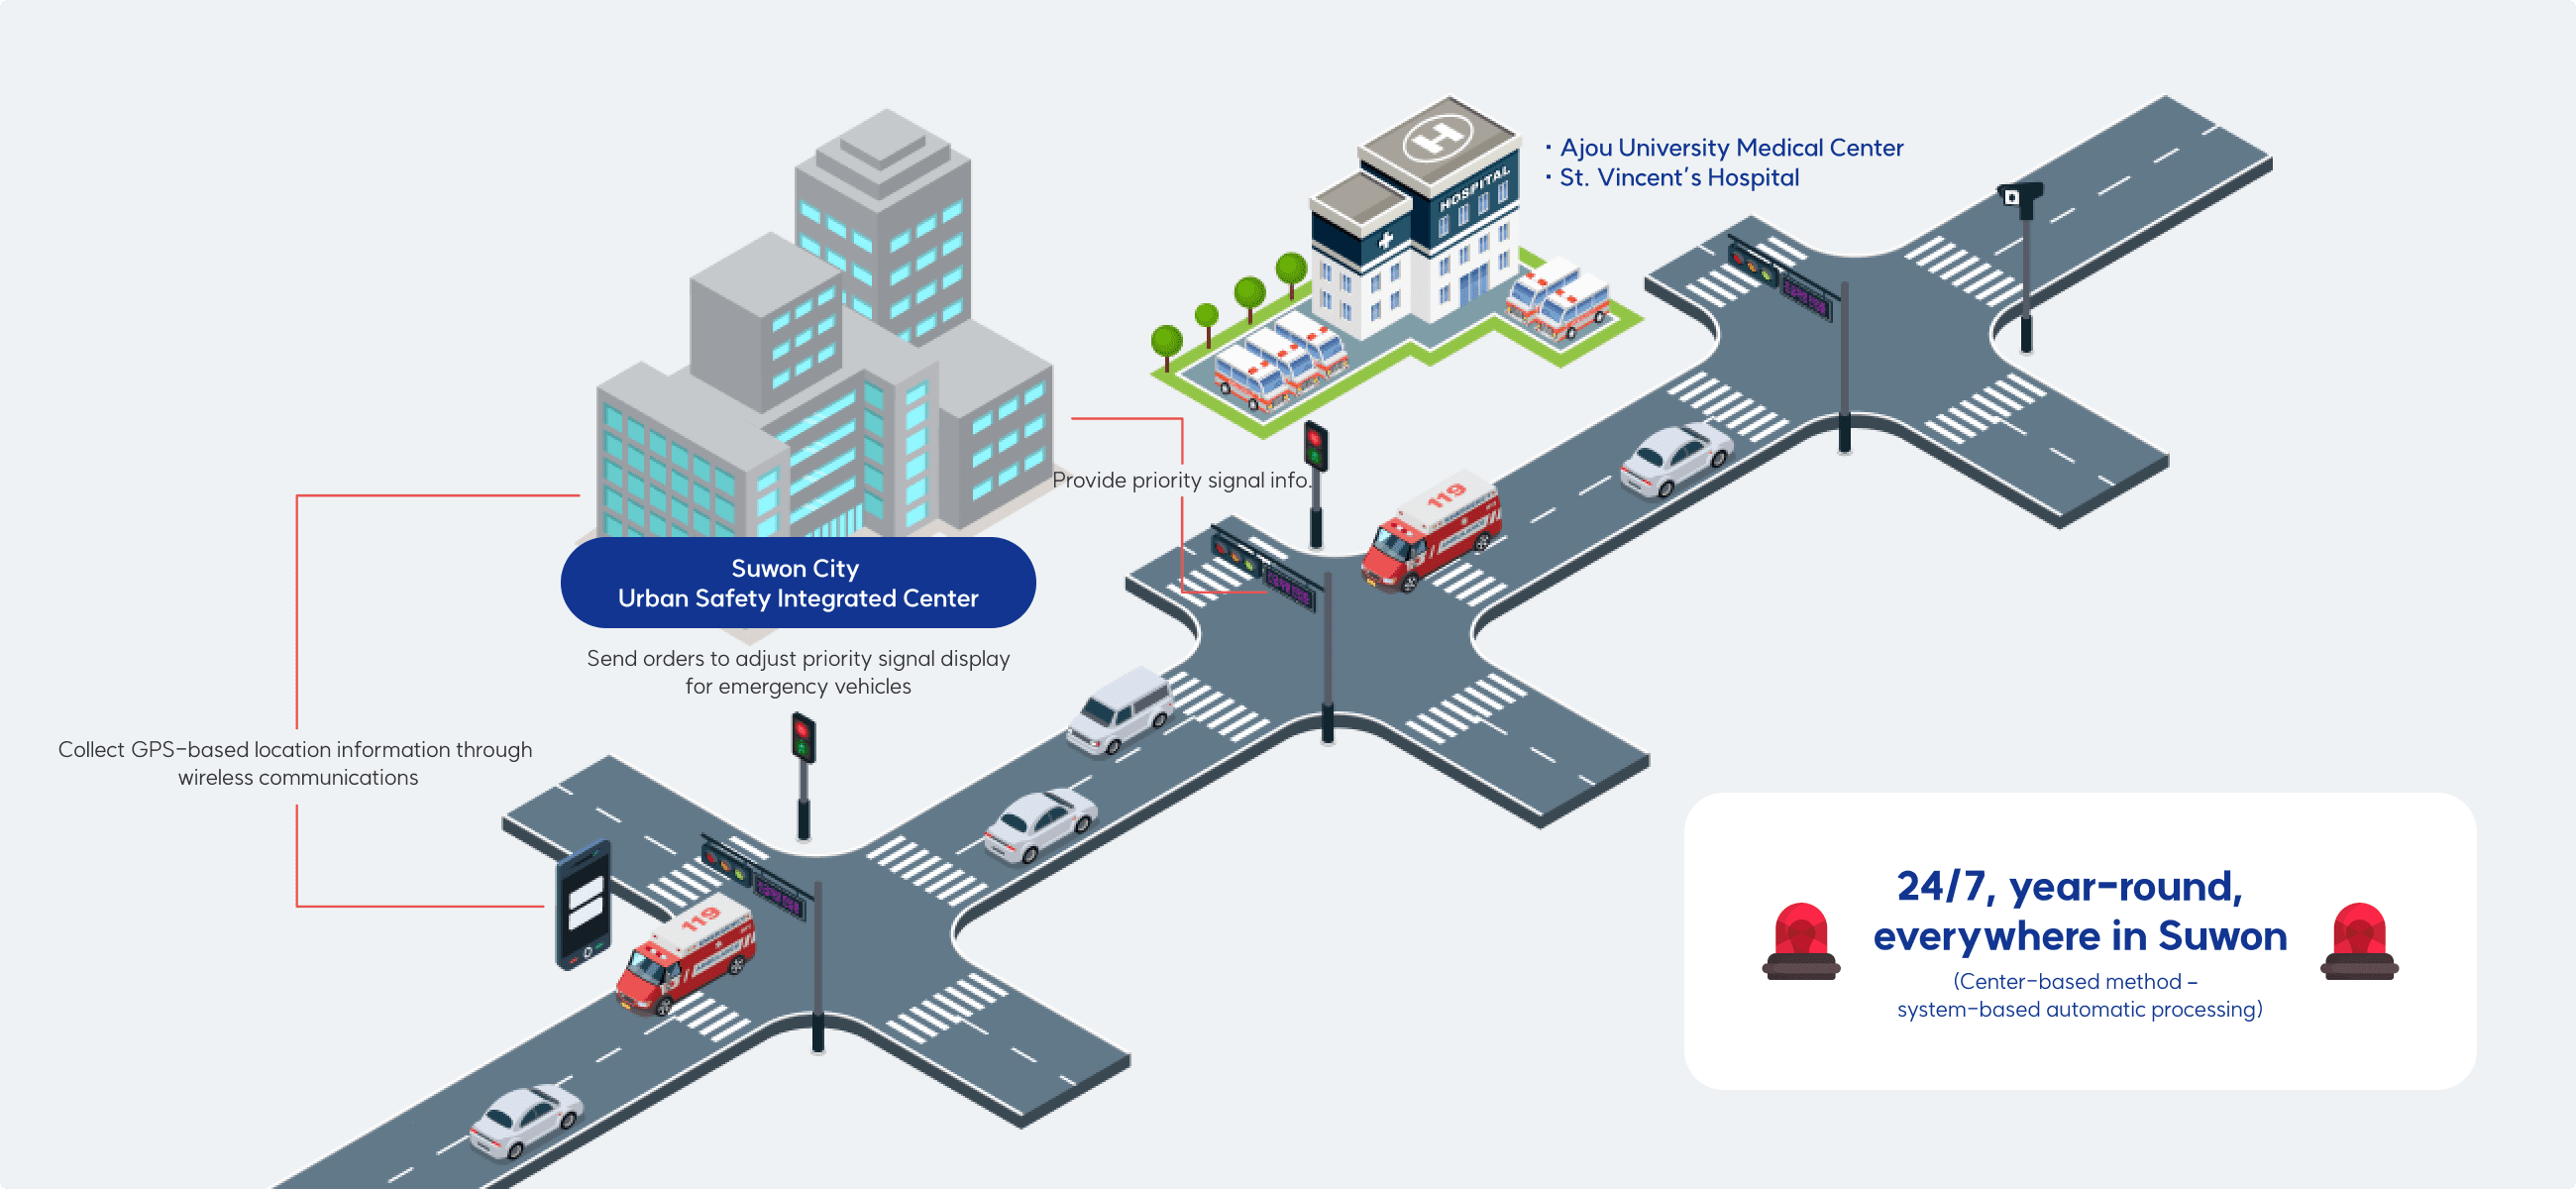 · Ajou University Medical Center
· St. Vincent's Hospital
HOSPITAL
H
Provide priority signal info.
119
Suwon City
Urban Safety Integrated Center
Send orders to adjust priority signal display
for emergency vehicles
Collect GPS-based location information through
wireless communications
119
24/7, year-round,
everywhere in Suwon
(Center-based method -
system-based automatic processing)